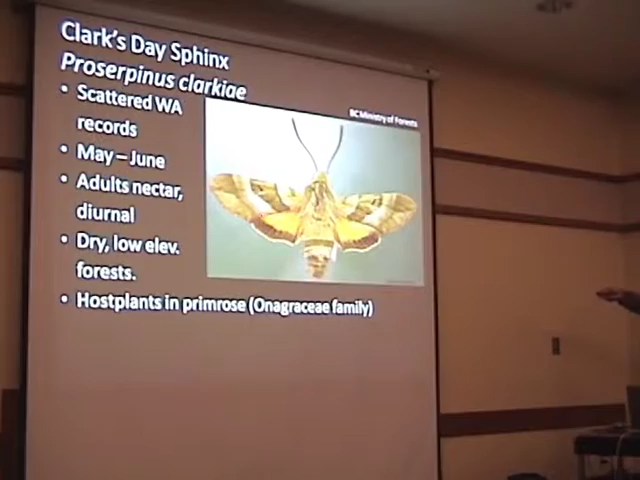 Clark's Day Sphinx
Proserpinus clarkiae
BC Ministry of Forests
• Scattered WA
records
• May – June
• Adults nectar,
diurnal
• Dry, low elev.
forests.
• Hostplants in primrose (Onagraceae family)